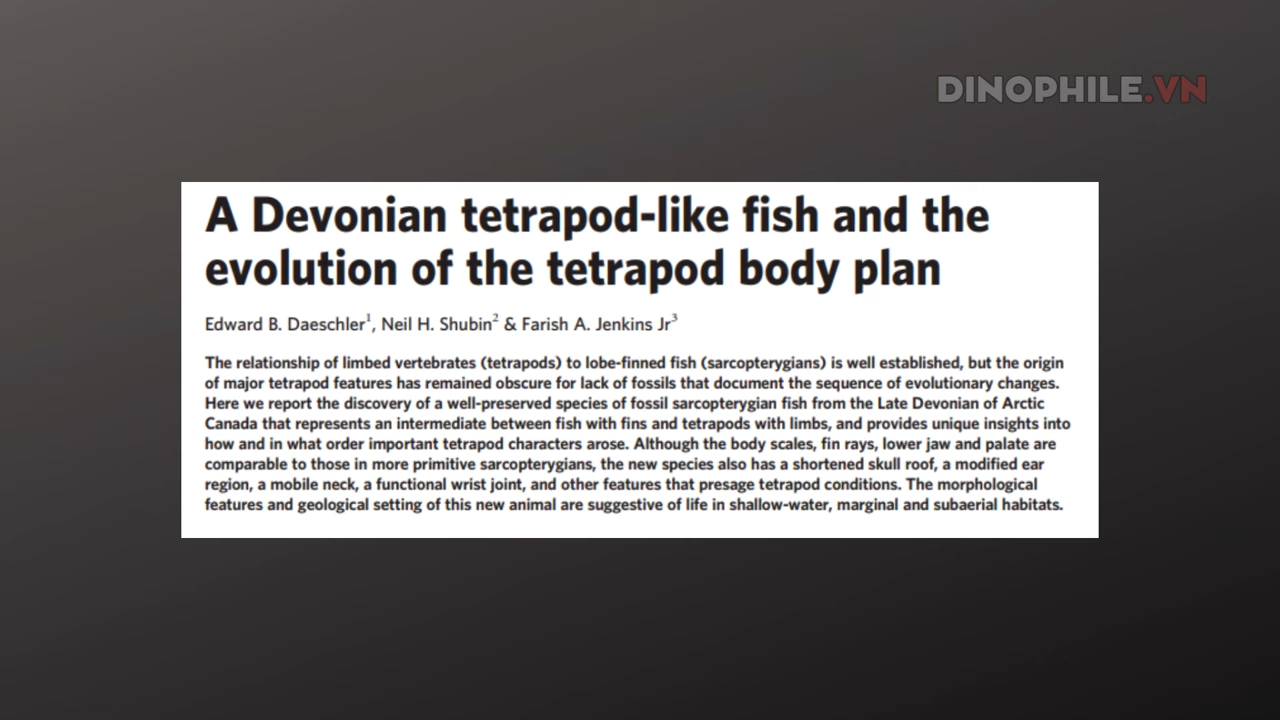 DINOPHILE.VN
A Devonian tetrapod-like fish and the
evolution of the tetrapod body plan
Edward B. Daeschler¹, Neil H. Shubin² & Farish A. Jenkins Jr³
The relationship of limbed vertebrates (tetrapods) to lobe-finned fish (sarcopterygians) is well established, but the origin
of major tetrapod features has remained obscure for lack of fossils that document the sequence of evolutionary changes.
Here we report the discovery of a well-preserved species of fossil sarcopterygian fish from the Late Devonian of Arctic
Canada that represents an intermediate between fish with fins and tetrapods with limbs, and provides unique insights into
how and in what order important tetrapod characters arose. Although the body scales, fin rays, lower jaw and palate are
comparable to those in more primitive sarcopterygians, the new species also has a shortened skull roof, a modified ear
region, a mobile neck, a functional wrist joint, and other features that presage tetrapod conditions. The morphological
features and geological setting of this new animal are suggestive of life in shallow-water, marginal and subaerial habitats.